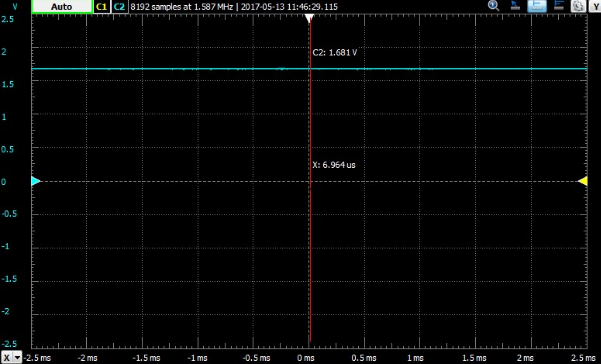 V Auto C1 C2 8192 samples at 1.587 MHz | 2017-05-13 11:46:29.115 Y
2.5
2
C2: 1.681 V
1.5
1
0.5
X: 6.964 us
0
-0.5
-1
-1.5
-2
-2.5
X -2.5 ms -2 ms -1.5 ms -1 ms -0.5 ms 0 ms 0.5 ms 1 ms 1.5 ms 2 ms 2.5 ms